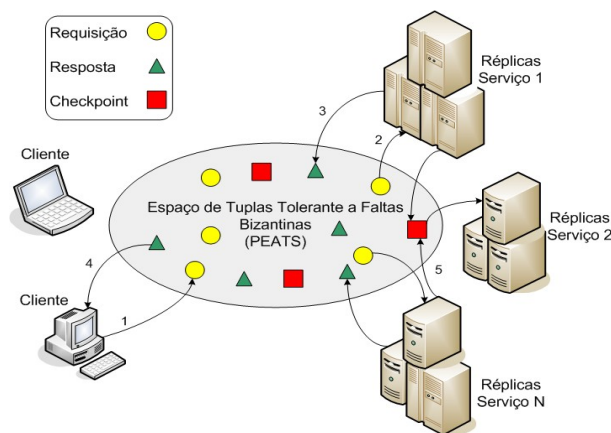 Requisição
Resposta
Checkpoint
Réplicas
Serviço 1
3
2
Cliente
Espaço de Tuplas Tolerante a Faltas
Bizantinas
(PEATS)
Réplicas
Serviço 2
4
5
Cliente
1
Réplicas
Serviço N